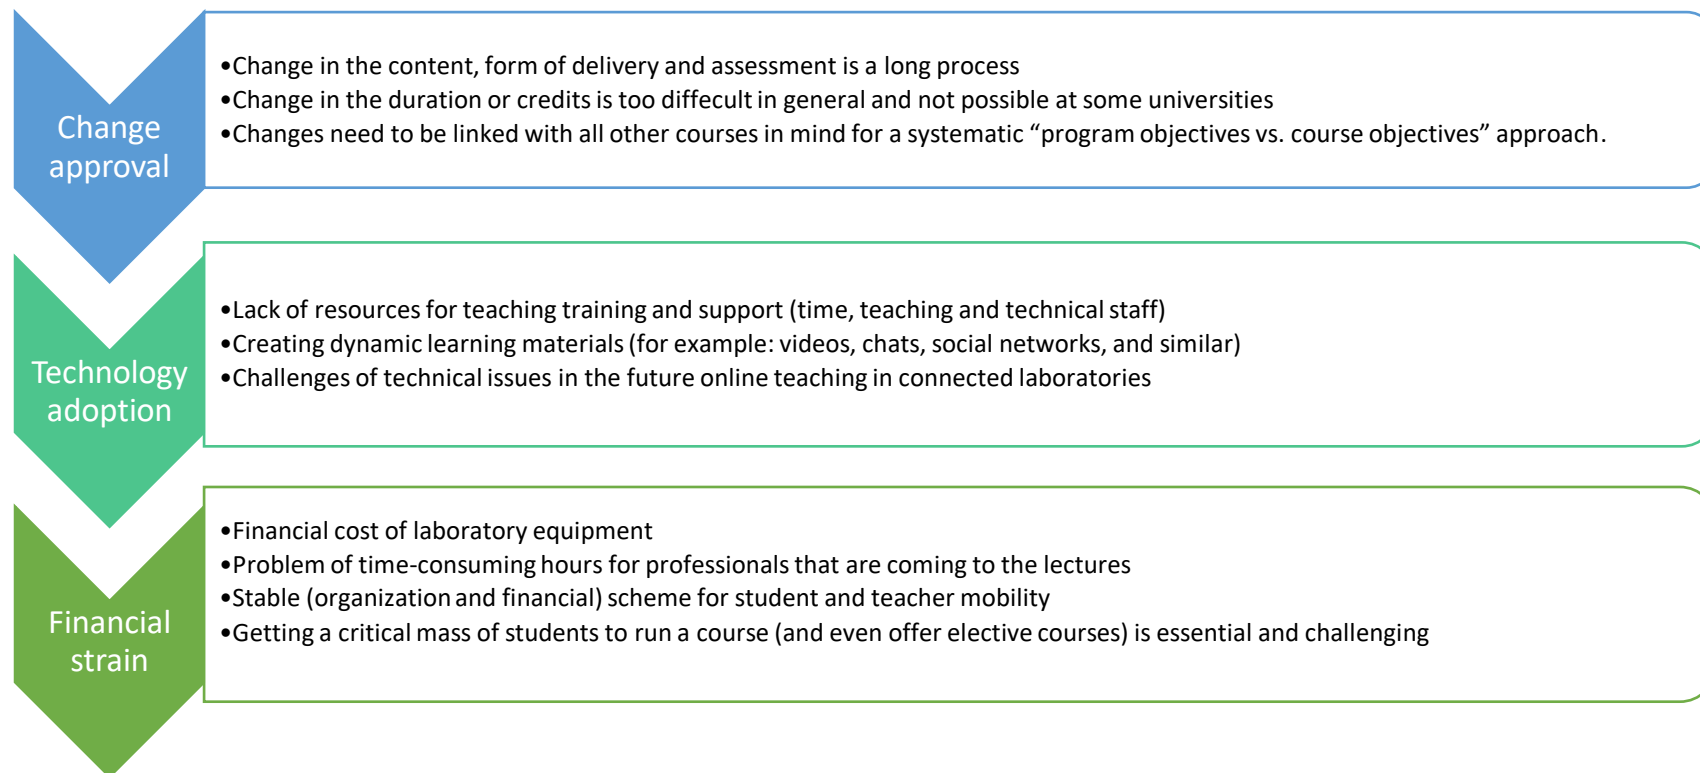 Change
approval
•Change in the content, form of delivery and assessment is a long process
•Change in the duration or credits is too diffecult in general and not possible at some universities
•Changes need to be linked with all other courses in mind for a systematic “program objectives vs. course objectives” approach.
Technology
adoption
•Lack of resources for teaching training and support (time, teaching and technical staff)
•Creating dynamic learning materials (for example: videos, chats, social networks, and similar)
•Challenges of technical issues in the future online teaching in connected laboratories
Financial
strain
•Financial cost of laboratory equipment
•Problem of time-consuming hours for professionals that are coming to the lectures
•Stable (organization and financial) scheme for student and teacher mobility
•Getting a critical mass of students to run a course (and even offer elective courses) is essential and challenging